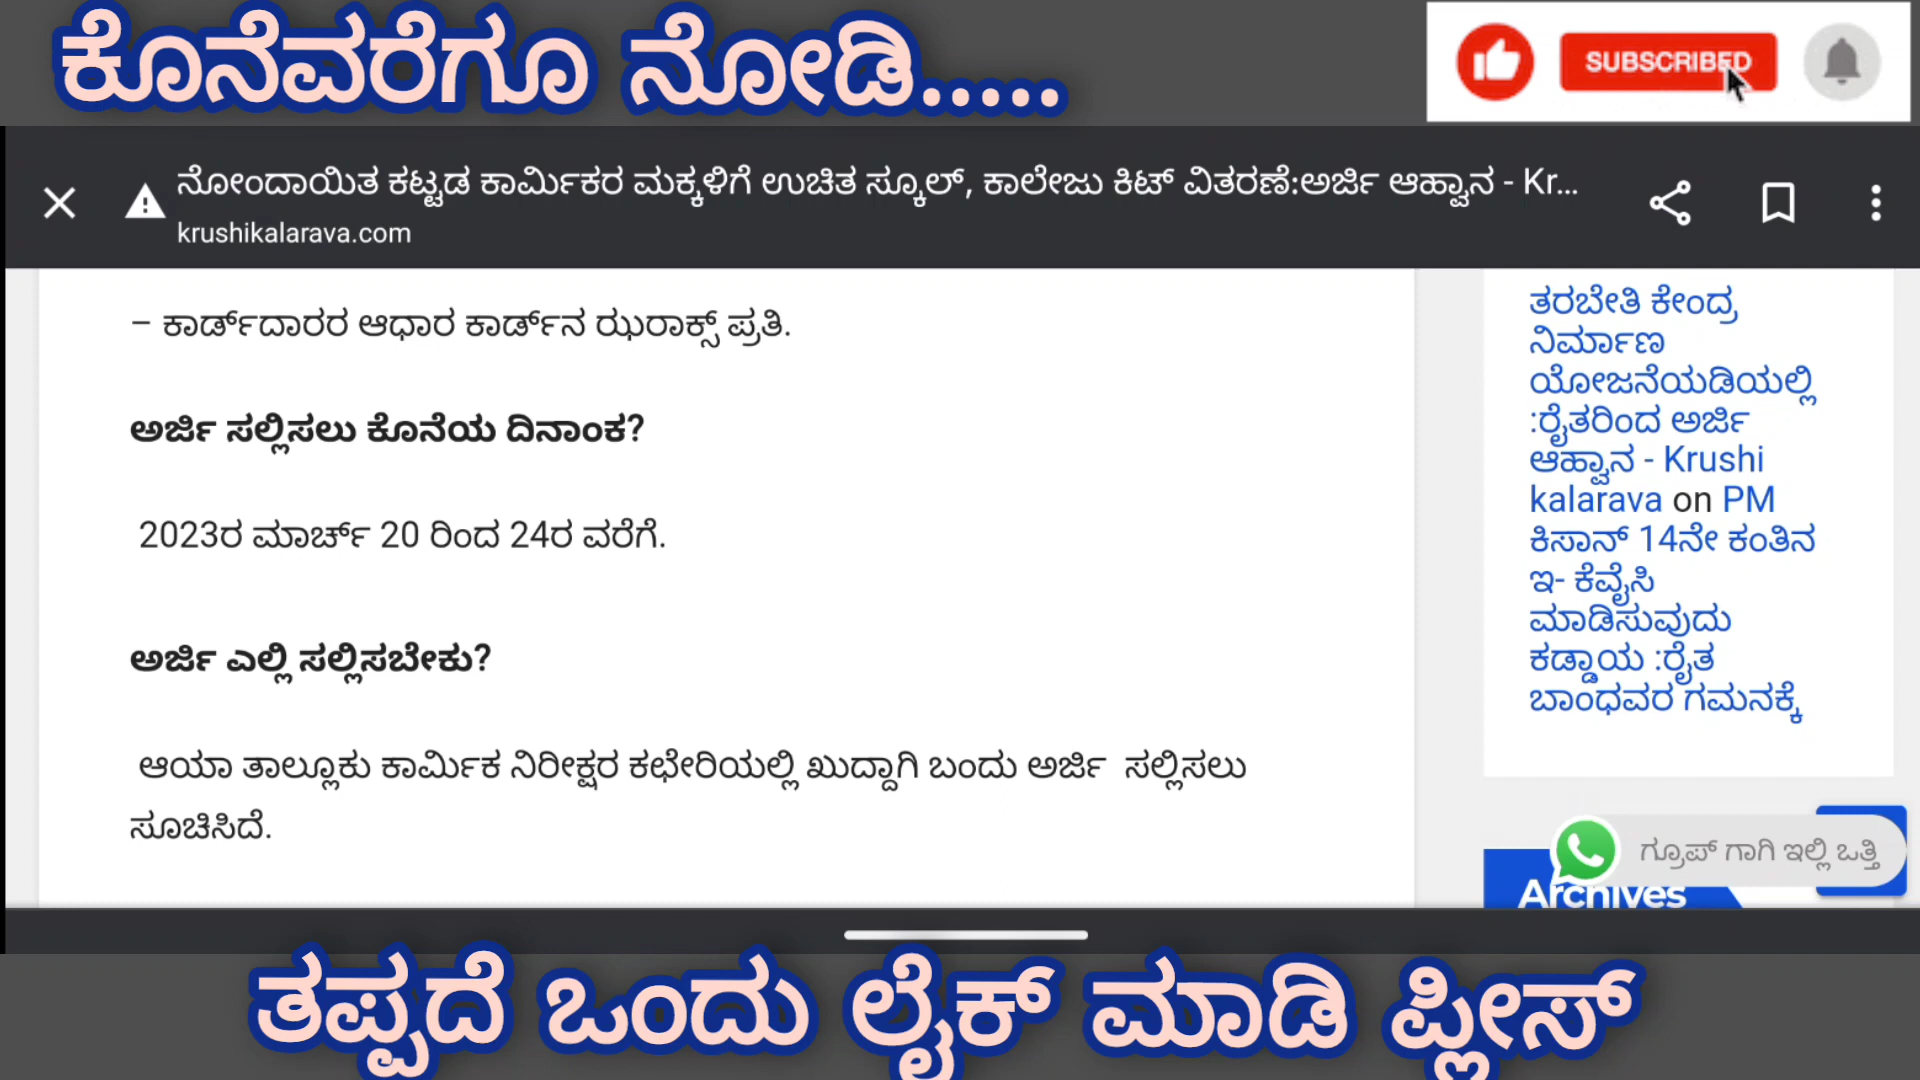 ಕೊನೆವರೆಗೂ ನೋಡಿ.....
SUBSCRIBED
ನೋಂದಾಯಿತ ಕಟ್ಟಡ ಕಾರ್ಮಿಕರ ಮಕ್ಕಳಿಗೆ ಉಚಿತ ಸ್ಕೂಲ್, ಕಾಲೇಜು ಕಿಟ್ ವಿತರಣೆ:ಅರ್ಜಿ ಆಹ್ವಾನ - Kr...
krushikalarava.com
– ಕಾರ್ಡ್‌ದಾರರ ಆಧಾರ ಕಾರ್ಡ್‌ನ ಝರಾಕ್ಸ್ ಪ್ರತಿ.
ಅರ್ಜಿ ಸಲ್ಲಿಸಲು ಕೊನೆಯ ದಿನಾಂಕ?
2023ರ ಮಾರ್ಚ್ 20 ರಿಂದ 24ರ ವರೆಗೆ.
ಅರ್ಜಿ ಎಲ್ಲಿ ಸಲ್ಲಿಸಬೇಕು?
ಆಯಾ ತಾಲ್ಲೂಕು ಕಾರ್ಮಿಕ ನಿರೀಕ್ಷರ ಕಛೇರಿಯಲ್ಲಿ ಖುದ್ದಾಗಿ ಬಂದು ಅರ್ಜಿ ಸಲ್ಲಿಸಲು
ಸೂಚಿಸಿದೆ.
ತರಬೇತಿ ಕೇಂದ್ರ
ನಿರ್ಮಾಣ
ಯೋಜನೆಯಡಿಯಲ್ಲಿ
:ರೈತರಿಂದ ಅರ್ಜಿ
ಆಹ್ವಾನ - Krushi
kalarava on PM
ಕಿಸಾನ್ 14ನೇ ಕಂತಿನ
ಇ- ಕೆವೈಸಿ
ಮಾಡಿಸುವುದು
ಕಡ್ಡಾಯ :ರೈತ
ಬಾಂಧವರ ಗಮನಕ್ಕೆ
ಗ್ರೂಪ್ ಗಾಗಿ ಇಲ್ಲಿ ಒತ್ತಿ
Archives
ತಪ್ಪದೆ ಒಂದು ಲೈಕ್ ಮಾಡಿ ಪ್ಲೀಸ್